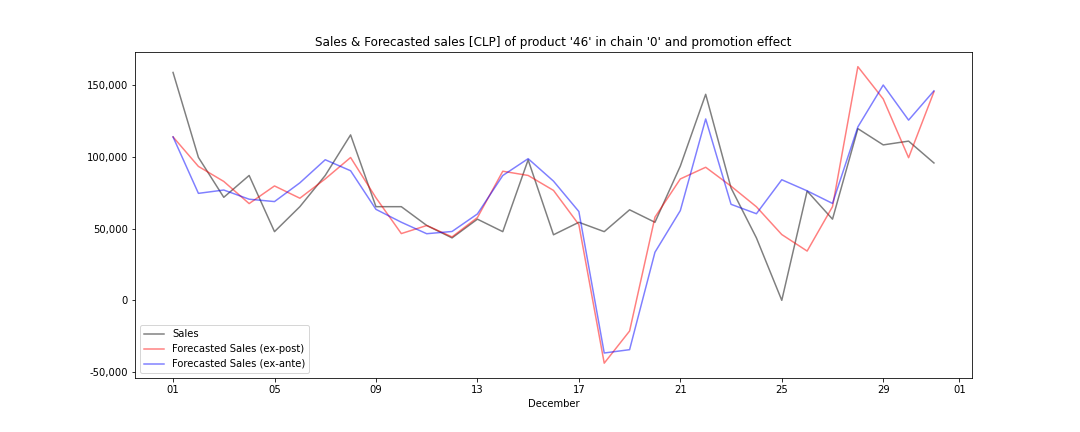 Sales & Forecasted sales [CLP] of product '46' in chain '0' and promotion effect
150,000
100,000
50,000
0
-50,000
Sales
Forecasted Sales (ex-post)
Forecasted Sales (ex-ante)
01 05 09 13 17 21 25 29 01
December